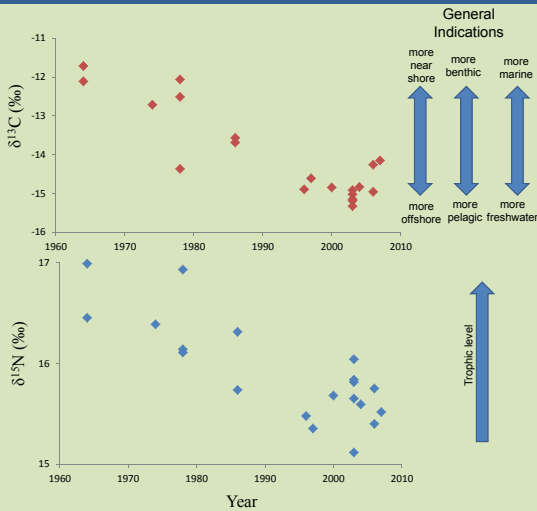 General
Indications
more
near
shore
more
benthic
more
marine
more
offshore
more
pelagic
more
freshwater
δ13C (‰)
-11
-12
-13
-14
-15
-16
1960
1970
1980
1990
2000
2010
δ15N (‰)
17
16
15
1960
1970
1980
1990
2000
2010
Year
Trophic level